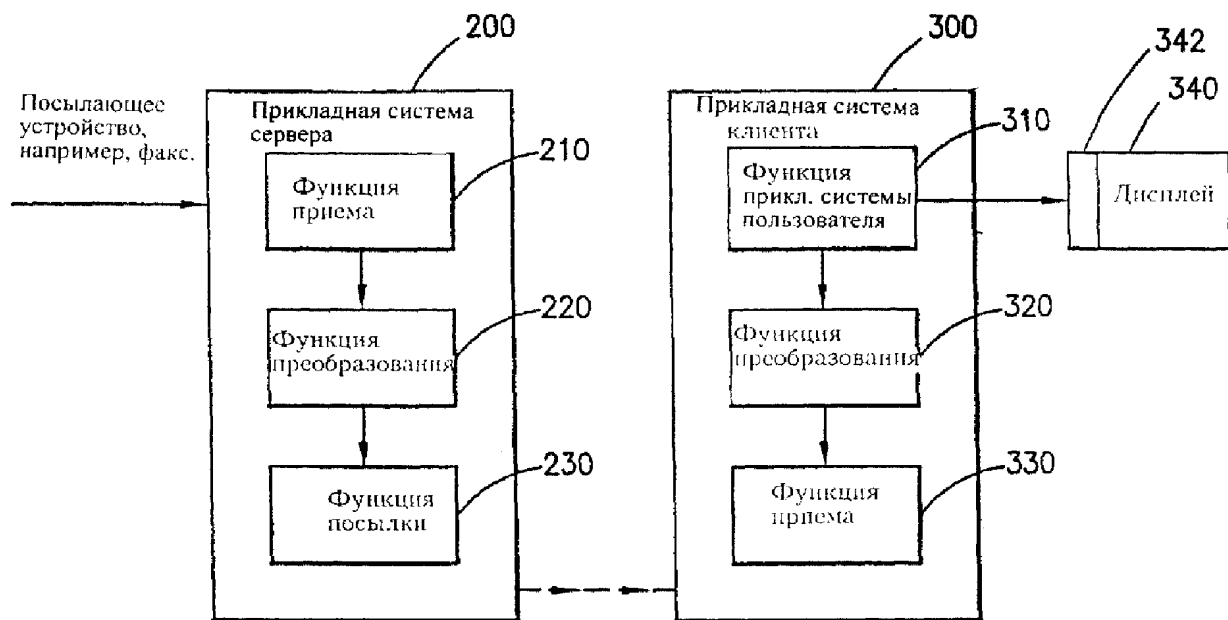 200
300
342
340
Посылающее
устройство,
например, факс.
Прикладная система
сервера
210
Функция
приема
220
Функция
преобразования
230
Функция
посылки
Прикладная система
клиента
310
Функция
прикл. системы
пользователя
Дисплей
320
Функция
преобразования
330
Функция
приема